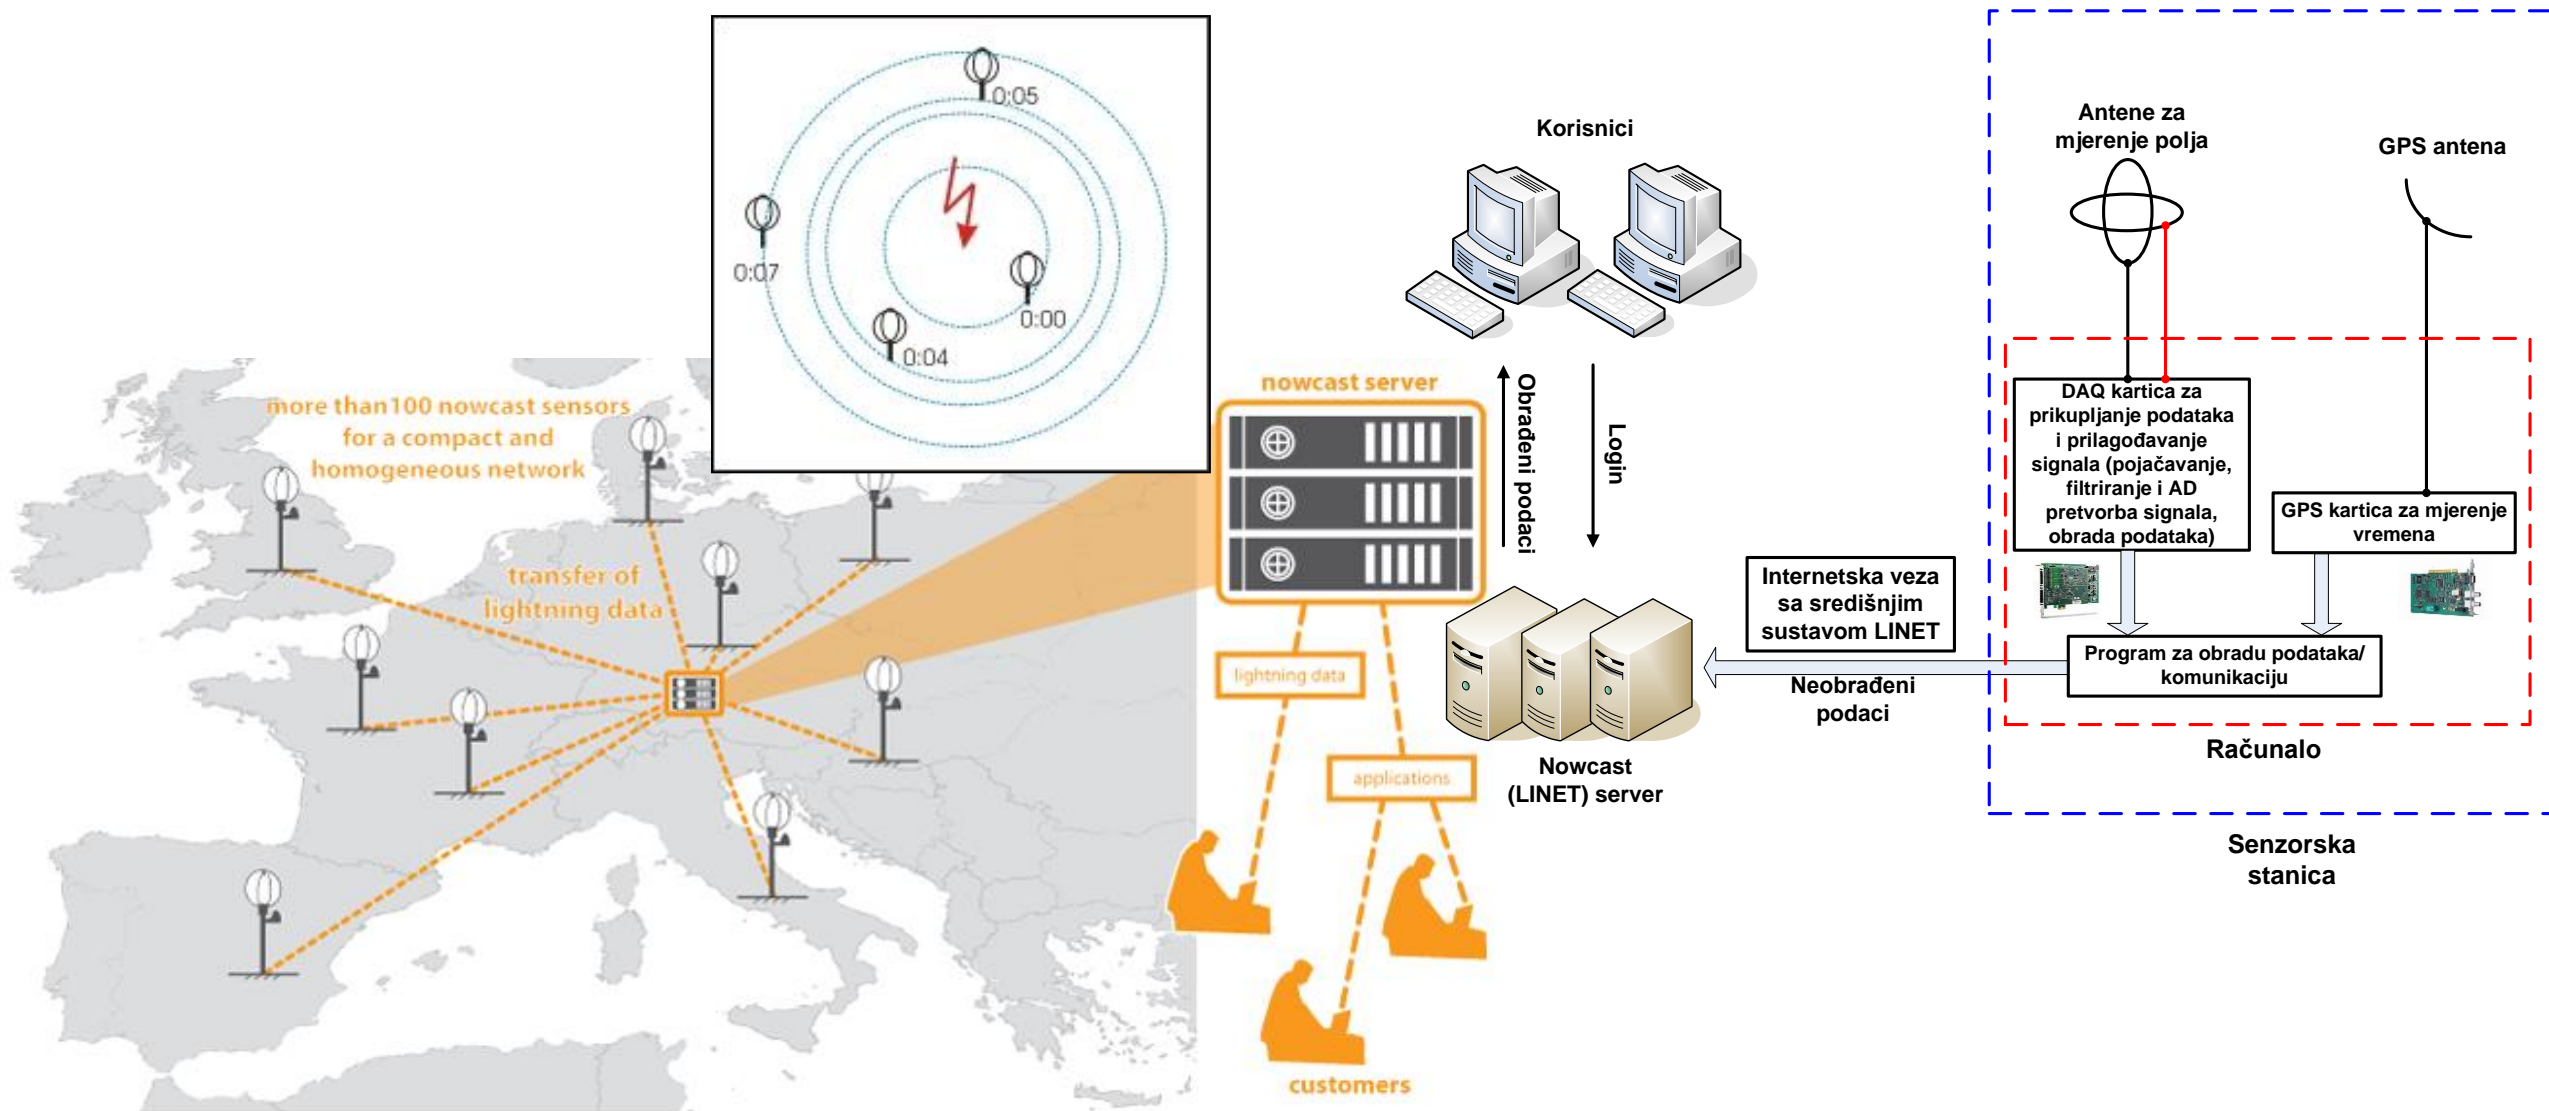 0:05
0:07
0:00
0:04
more than100 nowcast sensors
for a compact and
homogeneous network
transfer of
lightning data
nowcast server
lightning data
applications
customers
Korisnici
Obrađeni podaci
Login
Nowcast
(LINET) server
Internetska veza
sa središnjim
sustavom LINET
Neobrađeni
podaci
Antene za
mjerenje polja
GPS antena
DAQ kartica za
prikupljanje podataka
i prilagođavanje
signala (pojačavanje,
filtriranje i AD
pretvorba signala,
obrada podataka)
GPS kartica za mjerenje
vremena
Program za obradu podataka/
komunikaciju
Računalo
Senzorska
stanica